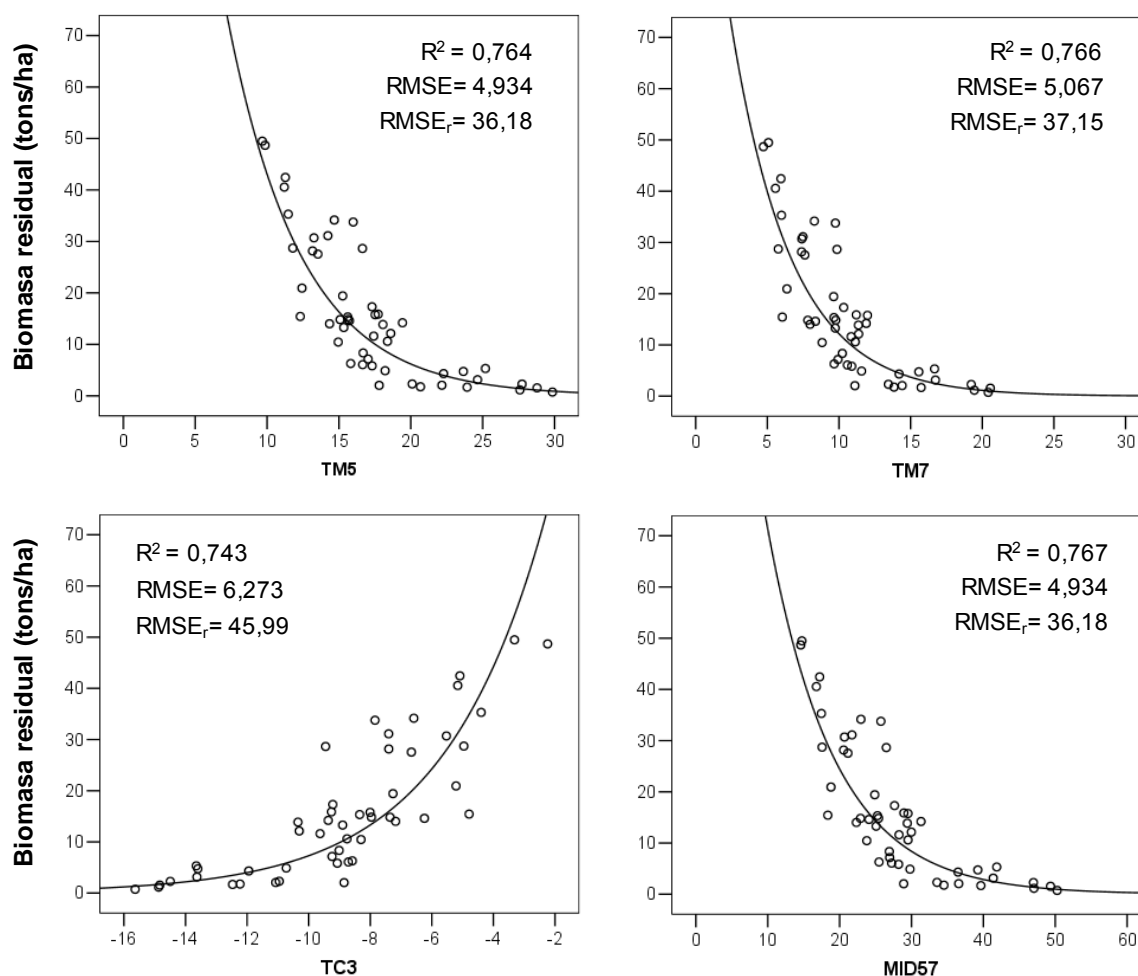 Biomasa residual (tons/ha)
70
60
50
40
30
20
10
0
R² = 0,764
RMSE= 4,934
RMSEᵣ= 36,18
0 5 10 15 20 25 30
TM5
70
60
50
40
30
20
10
0
R² = 0,766
RMSE= 5,067
RMSEᵣ= 37,15
0 5 10 15 20 25 30
TM7
Biomasa residual (tons/ha)
70
60
50
40
30
20
10
0
R² = 0,743
RMSE= 6,273
RMSEᵣ= 45,99
-16 -14 -12 -10 -8 -6 -4 -2
TC3
70
60
50
40
30
20
10
0
R² = 0,767
RMSE= 4,934
RMSEᵣ= 36,18
0 10 20 30 40 50 60
MID57